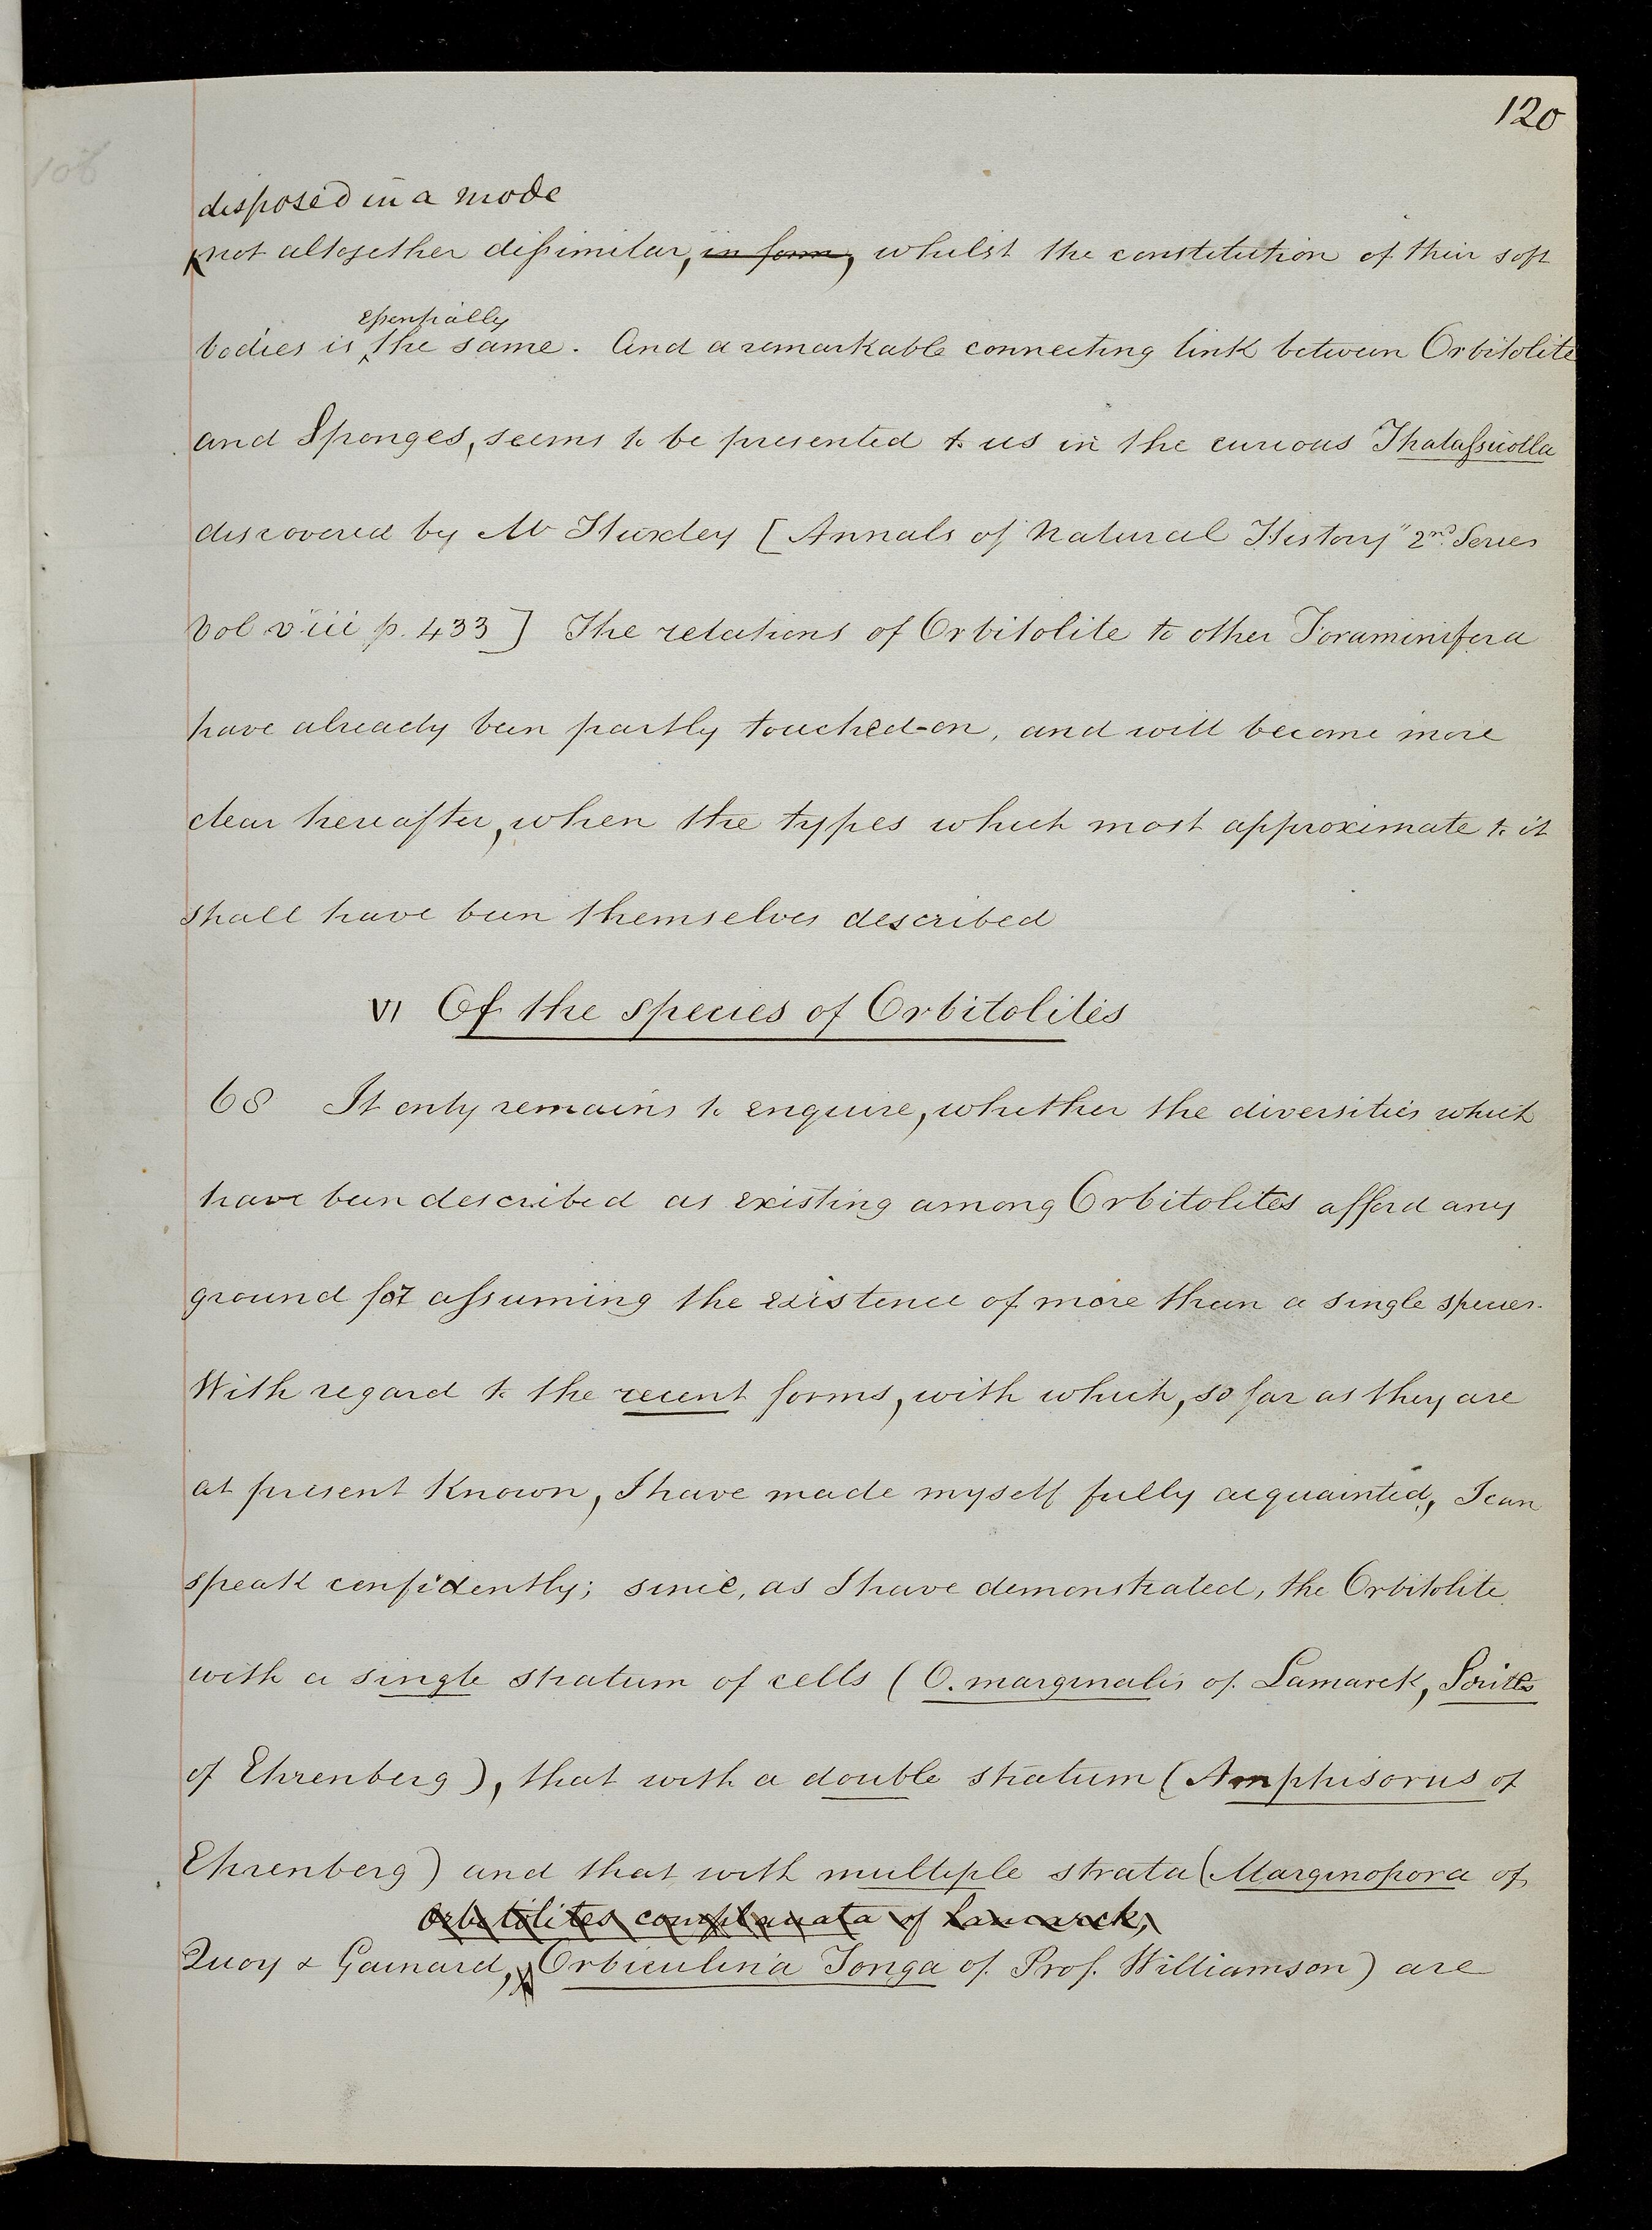 120
106
disposed in a mode
not altogether dissimilar, in form, whilst the constitution of their soft
essentially
bodies is the same. And a remarkable connecting link between Orbitolite
and Sponges, seems to be presented to us in the curious Thalassicolla
discovered by Mr Huxley [Annals of Natural History" 2nd Series
Vol viii p. 433] The relations of Orbitolite to other Foraminifera
have already been partly touched-on, and will become more
clear hereafter, when the types which most approximate to it
shall have been themselves described
VI Of the species of Orbitolites
68 It only remains to enquire, whether the diversities which
have been described as existing among Orbitolites afford any
ground for assuming the existence of more than a single species.
With regard to the recent forms, with which, so far as they are
at present known, I have made myself fully acquainted, I can
speak confidently; since, as I have demonstrated, the Orbitolite
with a single stratum of cells (O. marginalis of Lamarck, Sorites
of Ehrenberg), that with a double stratum (Amphisorus of
Ehrenberg) and that with multiple strata (Marginopora of
Orbitolites complanata of Lamarck,
Quoy & Gaimard, Orbiculina Tonga of Prof. Williamson) are